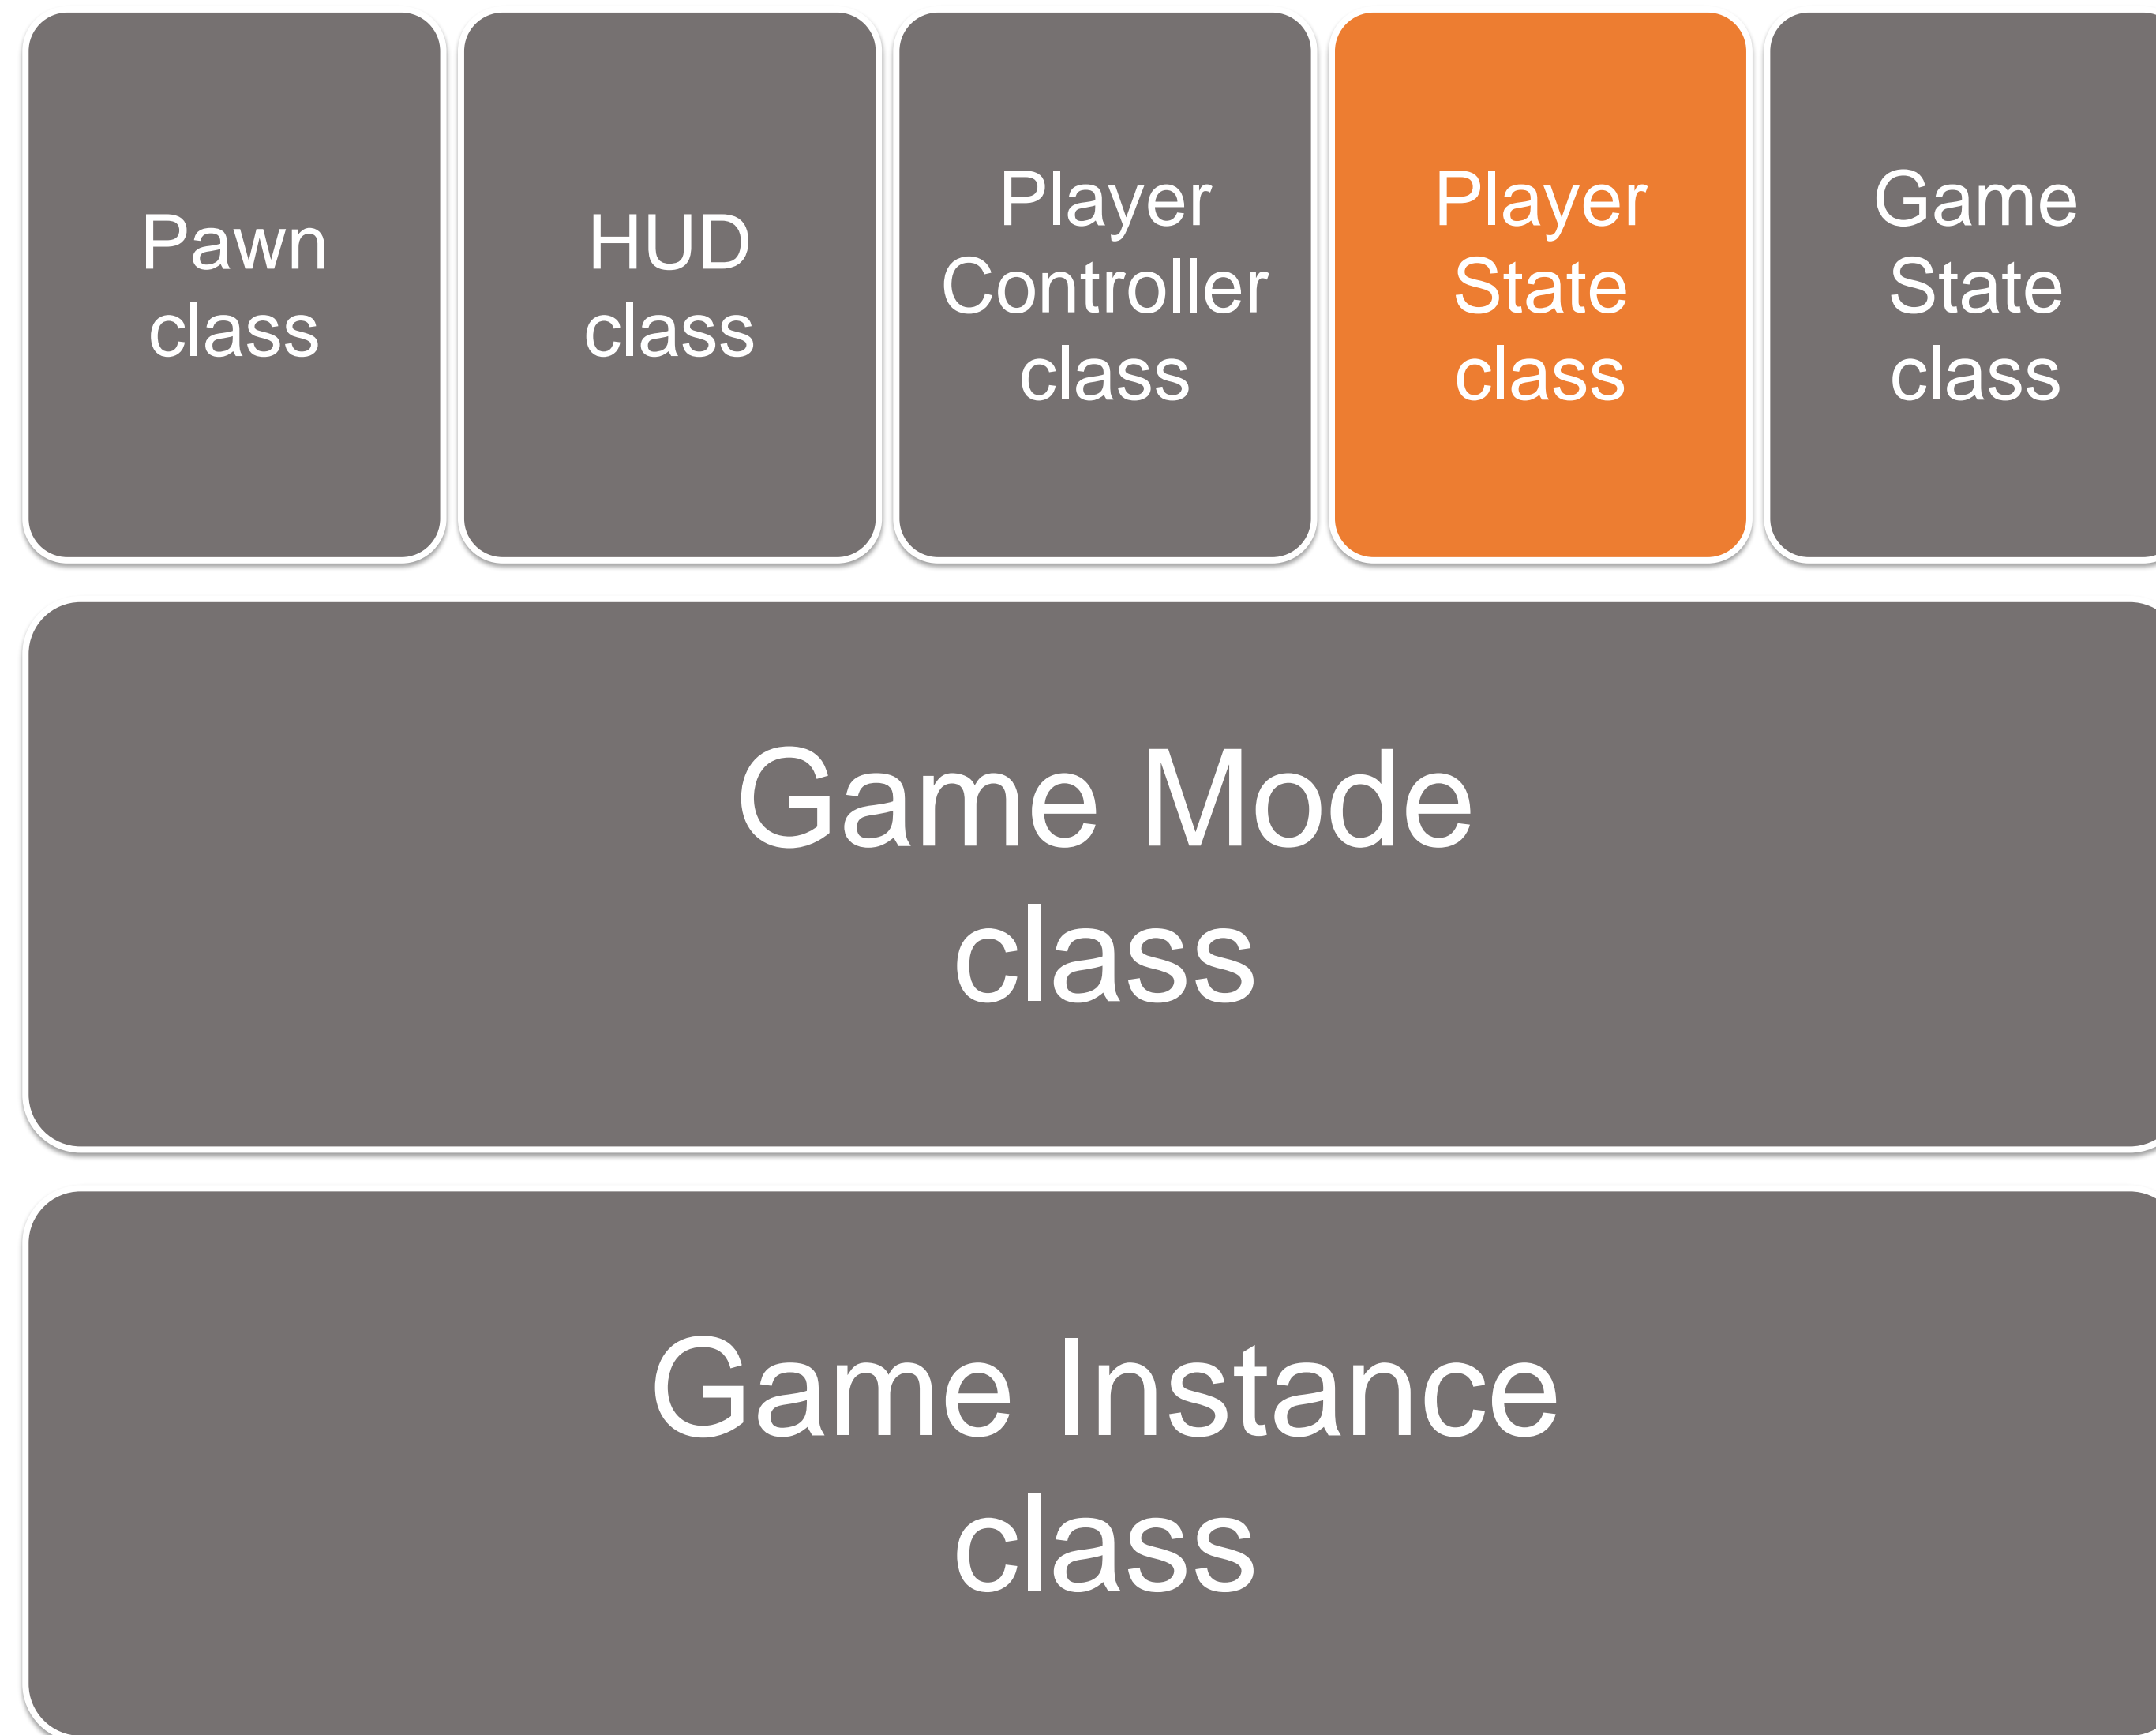 Pawn
class
HUD
class
Player
Controller
class
Player
State
class
Game
State
class
Game Mode
class
Game Instance
class